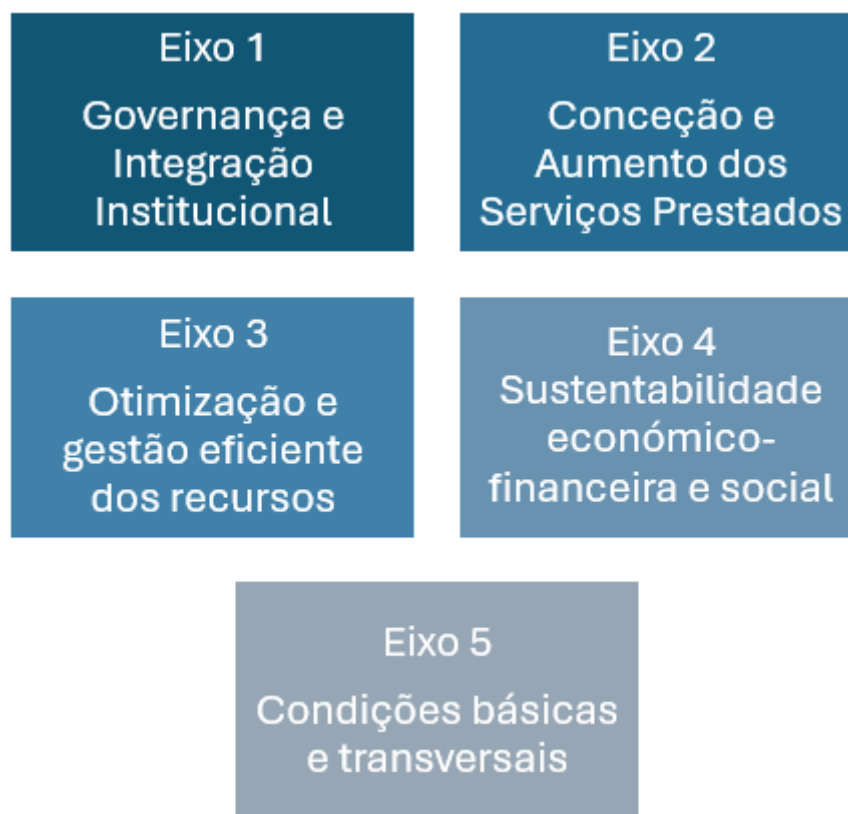 Eixo 1
Governança e
Integração
Institucional
Eixo 2
Conceção e
Aumento dos
Serviços Prestados
Eixo 3
Otimização e
gestão eficiente
dos recursos
Eixo 4
Sustentabilidade
económico-
financeira e social
Eixo 5
Condições básicas
e transversais